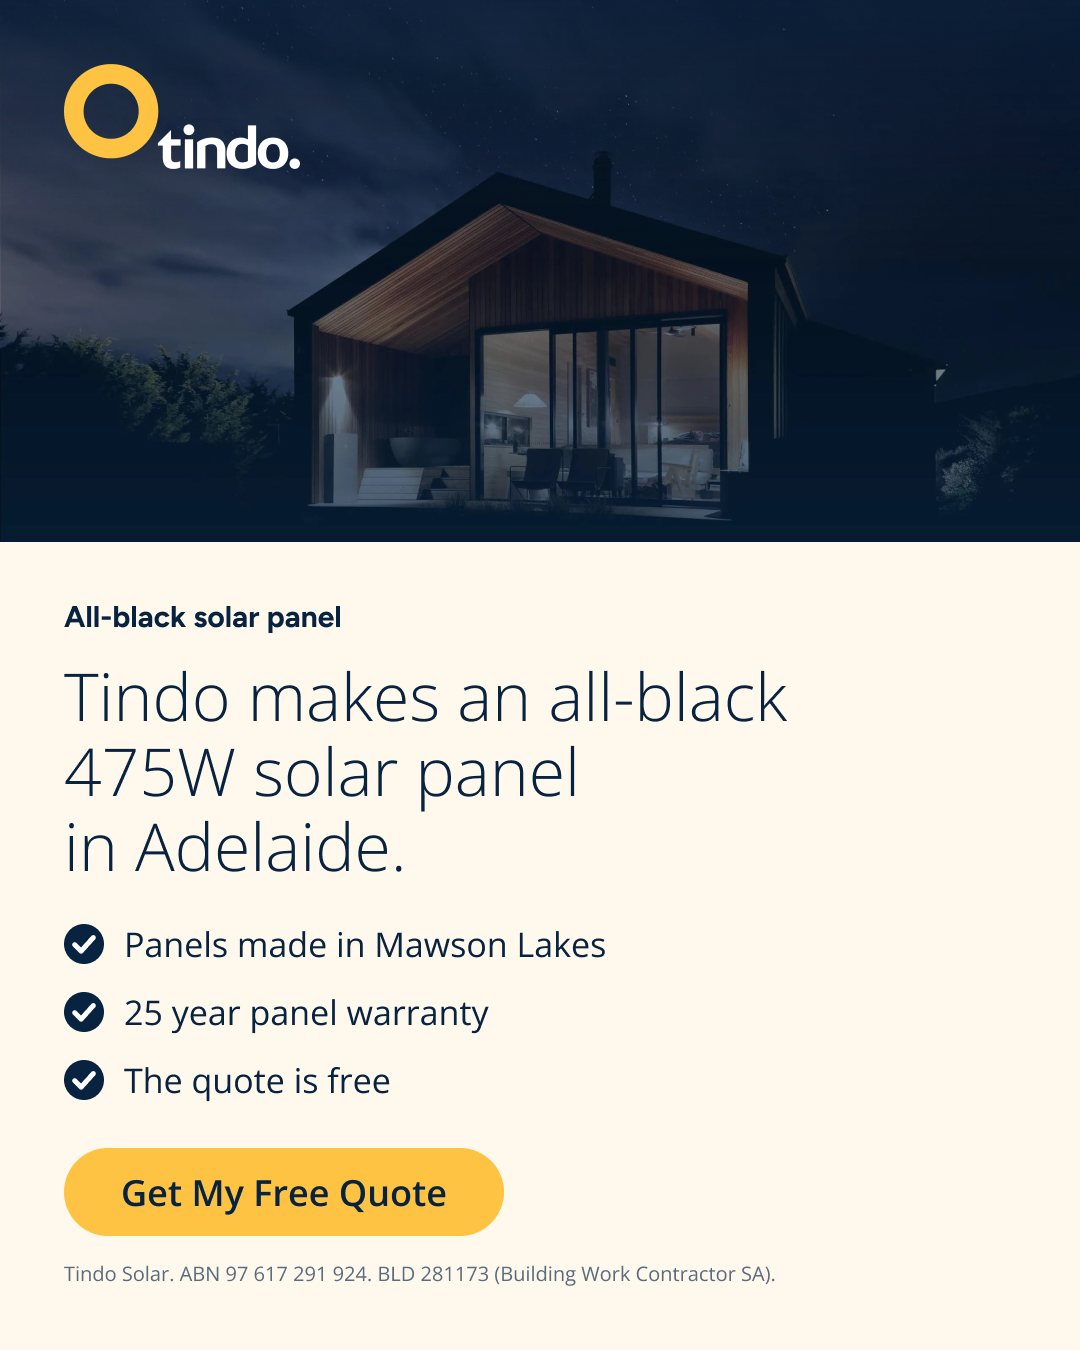 tindo.
All-black solar panel
Tindo makes an all-black
475W solar panel
in Adelaide.
Panels made in Mawson Lakes
25 year panel warranty
The quote is free
Get My Free Quote
Tindo Solar. ABN 97 617 291 924. BLD 281173 (Building Work Contractor SA).